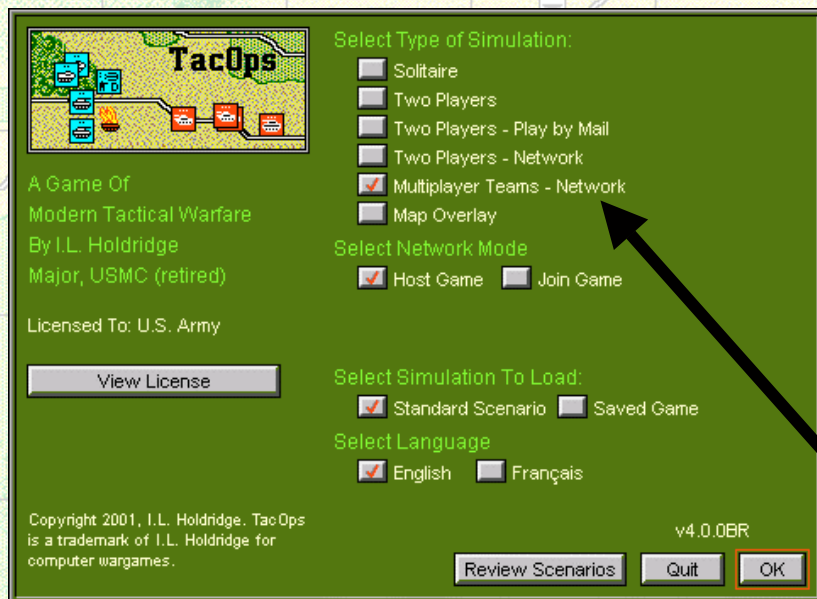 TacOps
A Game Of
Modern Tactical Warfare
By I.L. Holdridge
Major, USMC (retired)
Licensed To: U.S. Army
View License
Copyright 2001, I.L. Holdridge. TacOps
is a trademark of I.L. Holdridge for
computer wargames.
Select Type of Simulation:
Solitaire
Two Players
Two Players - Play by Mail
Two Players - Network
Multiplayer Teams - Network
Map Overlay
Select Network Mode
Host Game Join Game
Select Simulation To Load:
Standard Scenario Saved Game
Select Language
English Français
v4.0.0BR
Review Scenarios Quit OK